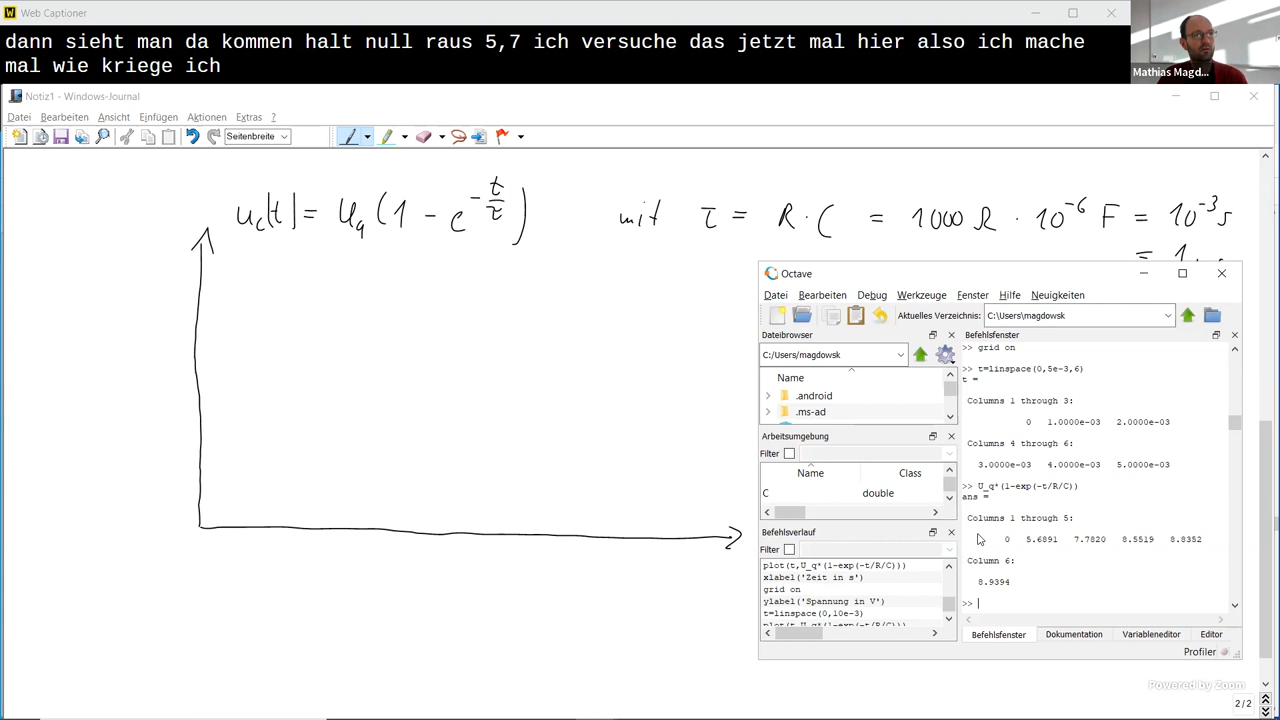 Web Captioner
dann sieht man da kommen halt null raus 5,7 ich versuche das jetzt mal hier also ich mache
mal wie kriege ich
Mathias Magd...
Notiz1 - Windows-Journal
Datei Bearbeiten Ansicht Einfügen Aktionen Extras ?
Seitenbreite
u_c(t) = U_q (1 - e^{-t/τ}) mit τ = R · C = 1000 Ω · 10^{-6} F = 10^{-3} s
= 1
Octave
Datei Bearbeiten Debug Werkzeuge Fenster Hilfe Neuigkeiten
Aktuelles Verzeichnis: C:\Users\magdowsk
Dateibrowser
C:/Users/magdowsk
Name
.android
.ms-ad
Arbeitsumgebung
Filter
Name Class
C double
Befehlsverlauf
Filter
plot(t,U_q*(1-exp(-t/R/C)))
xlabel('Zeit in s')
grid on
ylabel('Spannung in V')
t=linspace(0,10e-3)
plot(t,U_q*(1-exp(-t/R/C)))
Befehlsfenster
>> grid on
>> t=linspace(0,5e-3,6)
t =
Columns 1 through 3:
0 1.0000e-03 2.0000e-03
Columns 4 through 6:
3.0000e-03 4.0000e-03 5.0000e-03
>> U_q*(1-exp(-t/R/C))
ans =
Columns 1 through 5:
0 5.6891 7.7820 8.5519 8.8352
Column 6:
8.9394
>>
Befehlsfenster Dokumentation Variableneditor Editor
Profiler
Powered by Zoom
2/2